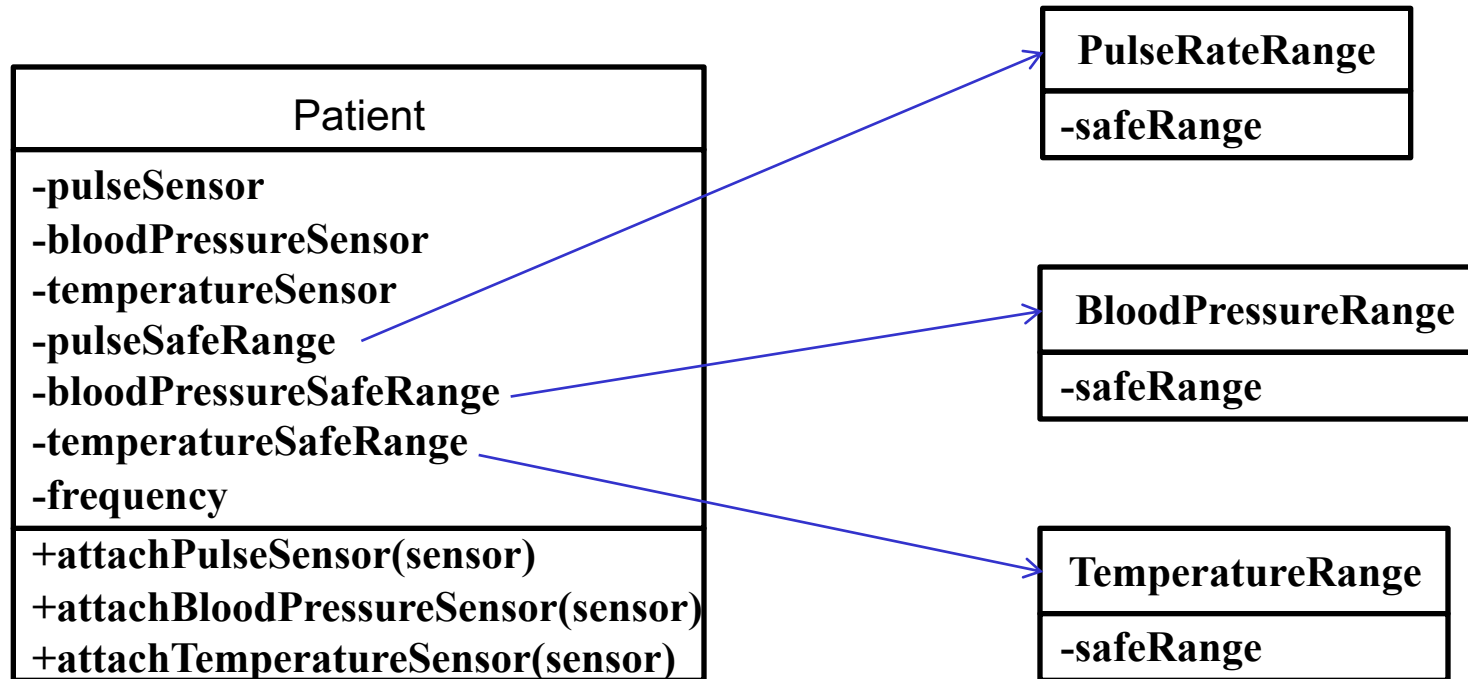 Patient
-pulseSensor
-bloodPressureSensor
-temperatureSensor
-pulseSafeRange
-bloodPressureSafeRange
-temperatureSafeRange
-frequency
+attachPulseSensor(sensor)
+attachBloodPressureSensor(sensor)
+attachTemperatureSensor(sensor)
PulseRateRange
-safeRange
BloodPressureRange
-safeRange
TemperatureRange
-safeRange